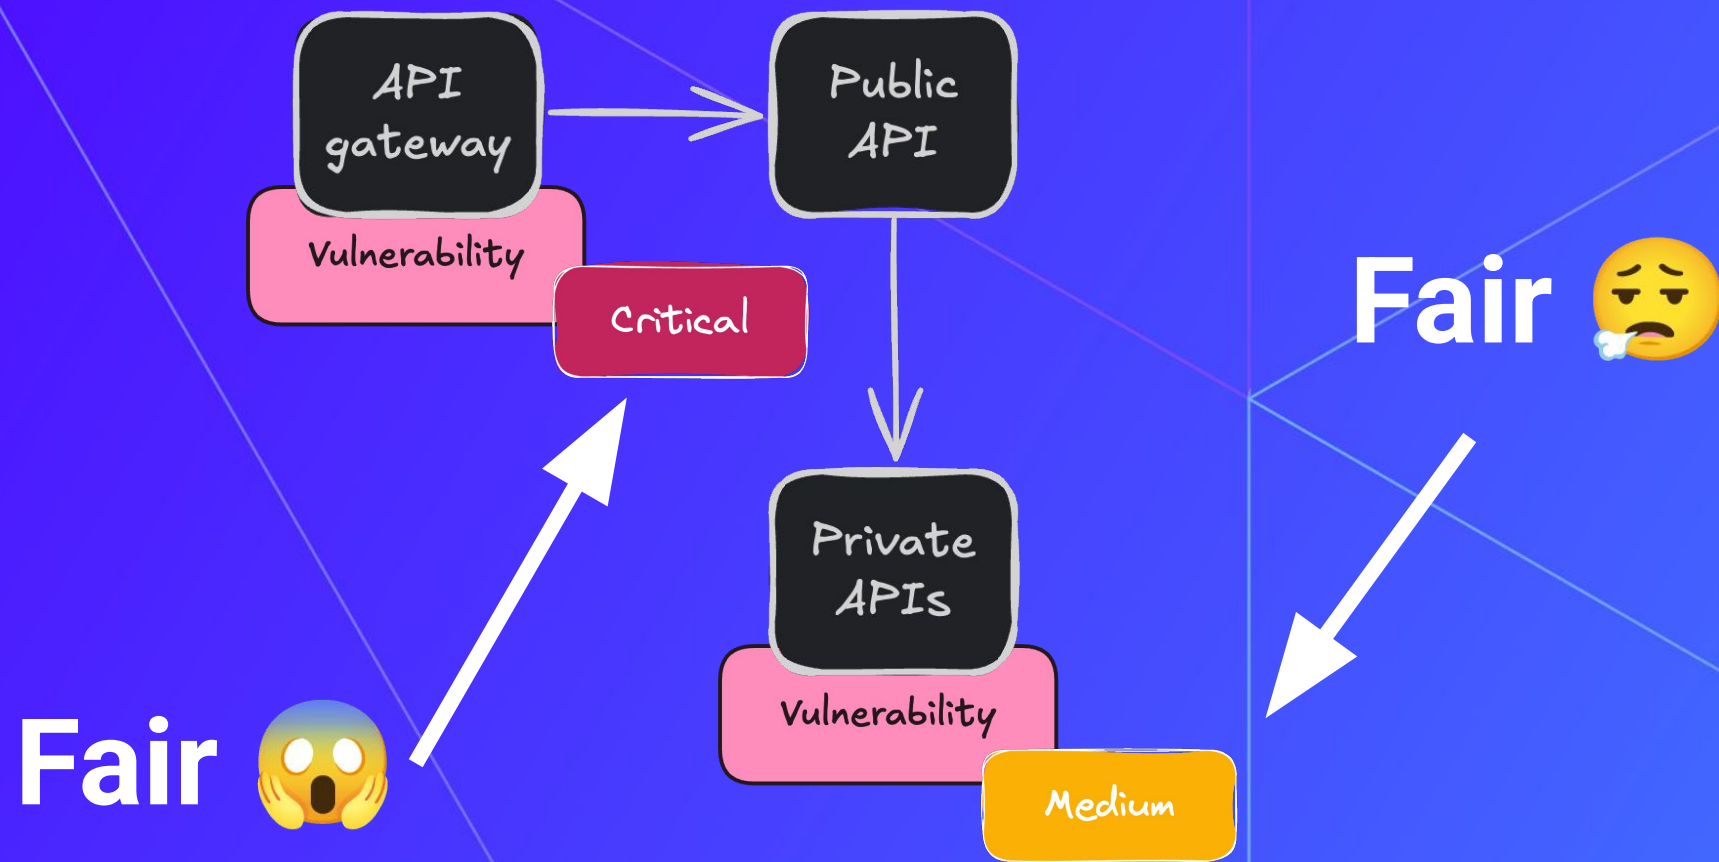 API
gateway
Public
API
Vulnerability
Critical
Fair 😮‍💨
Private
APIs
Vulnerability
Fair 😱
Medium